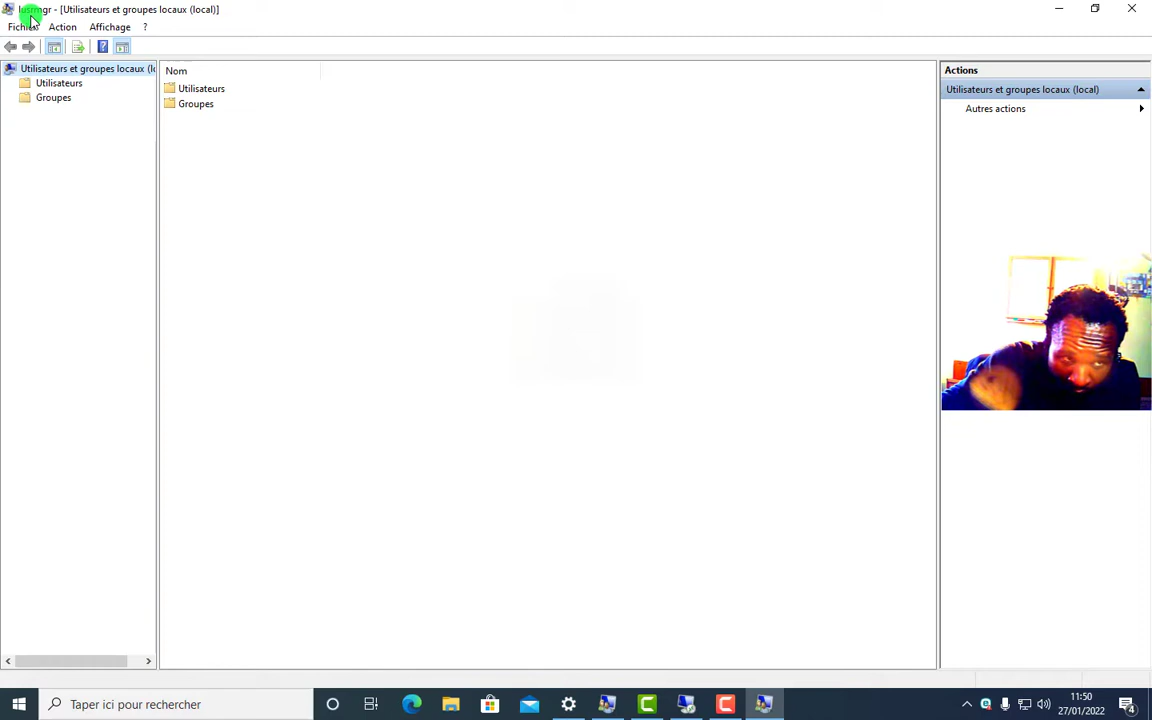 lusrmgr - [Utilisateurs et groupes locaux (local)]
Fichier Action Affichage ?
Utilisateurs et groupes locaux (lo
Utilisateurs
Groupes
Nom
Utilisateurs
Groupes
Actions
Utilisateurs et groupes locaux (local)
Autres actions
Taper ici pour rechercher
11:50
27/01/2022
4